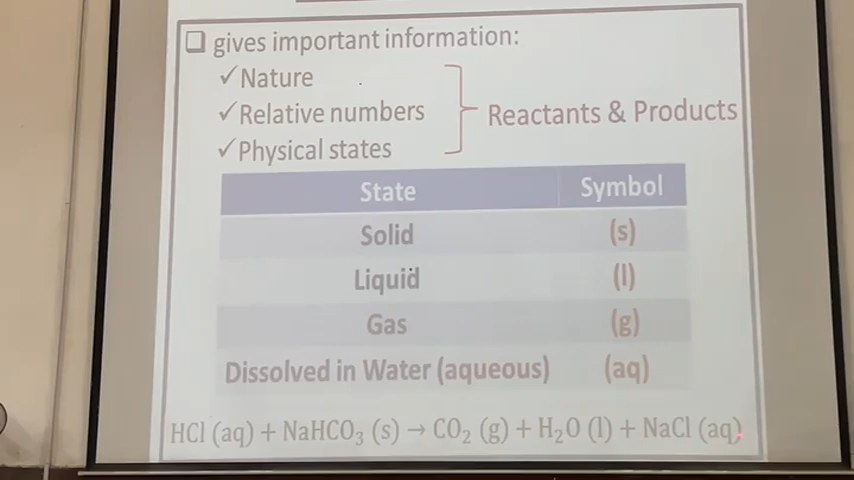 ❑ gives important information:
✓Nature
✓Relative numbers
✓Physical states
Reactants & Products
State Symbol
Solid (s)
Liquid (l)
Gas (g)
Dissolved in Water (aqueous) (aq)
HCl (aq) + NaHCO₃ (s) → CO₂ (g) + H₂O (l) + NaCl (aq)